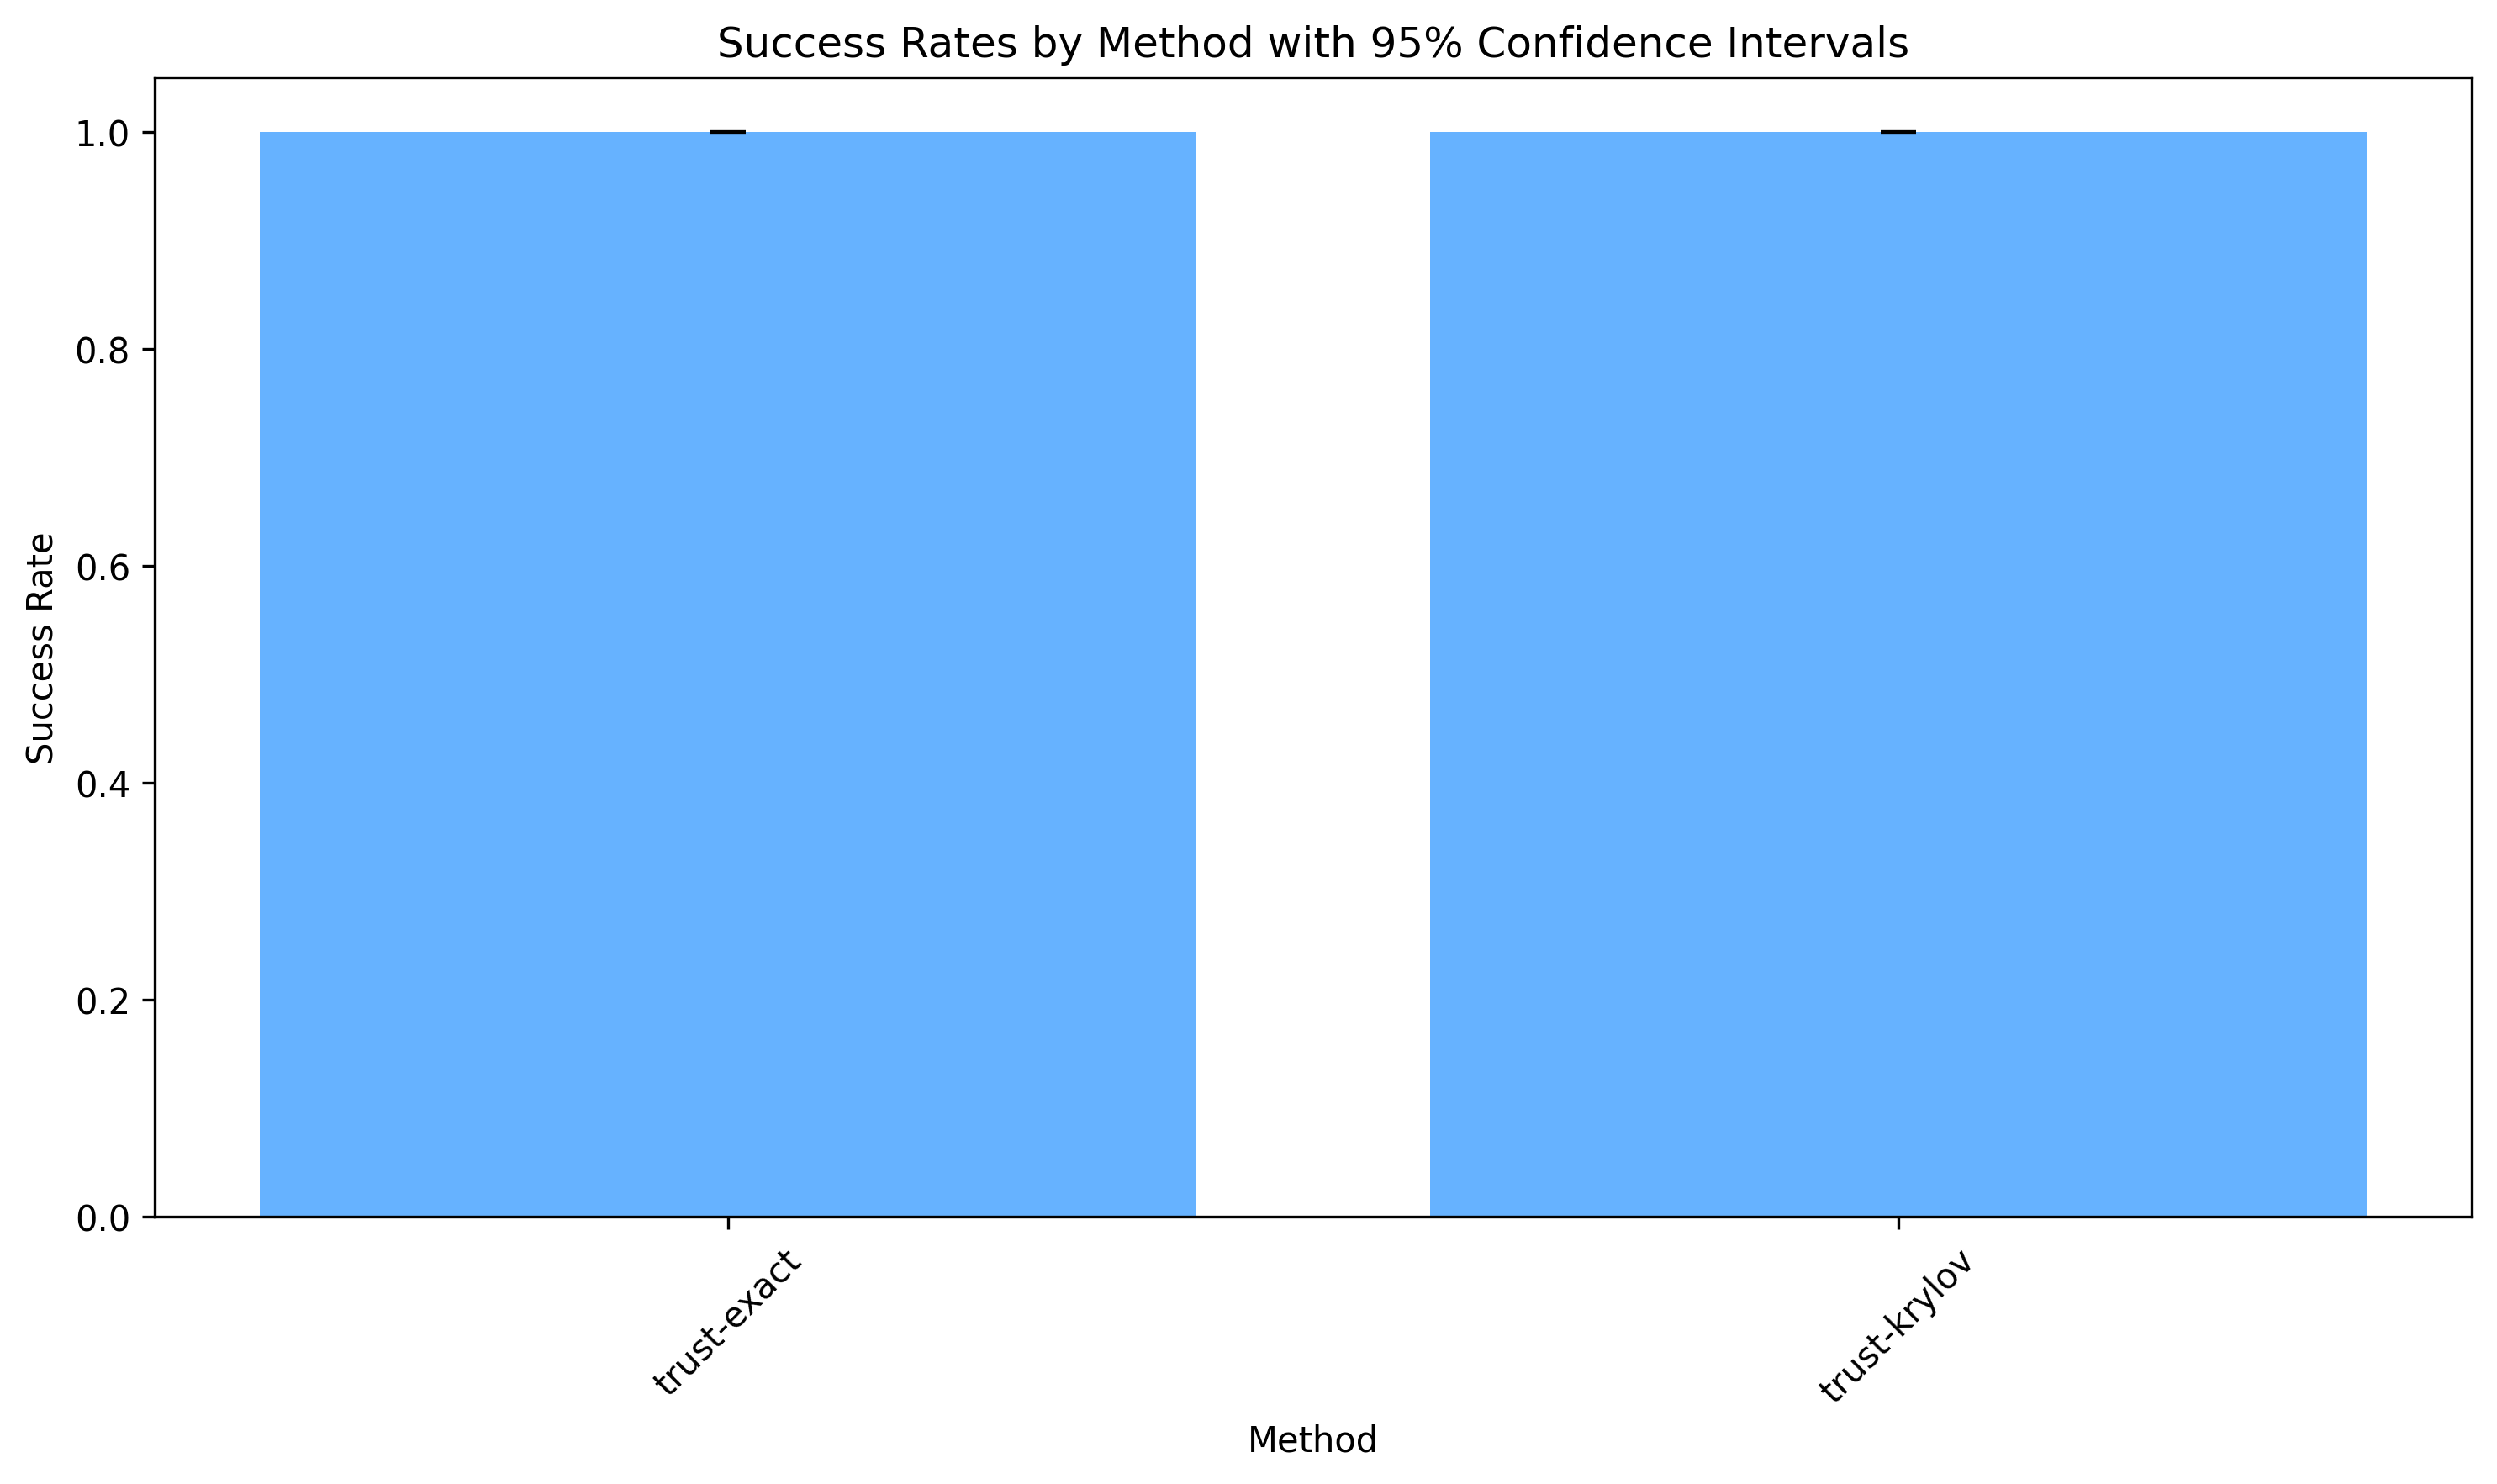 Success Rates by Method with 95% Confidence Intervals
Success Rate
1.0
0.8
0.6
0.4
0.2
0.0
trust-exact
trust-krylov
Method